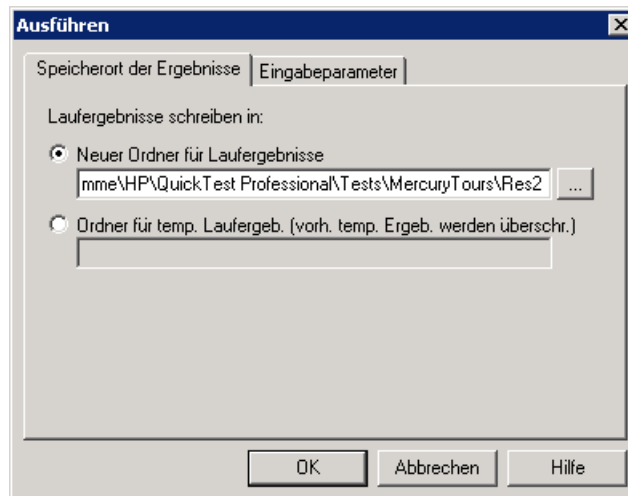 Ausführen
Speicherort der Ergebnisse
Eingabeparameter
Laufergebnisse schreiben in:
Neuer Ordner für Laufergebnisse
mme\HP\QuickTest Professional\Tests\MercuryTours\Res2
...
Ordner für temp. Laufergeb. (vorh. temp. Ergeb. werden überschr.)
OK
Abbrechen
Hilfe